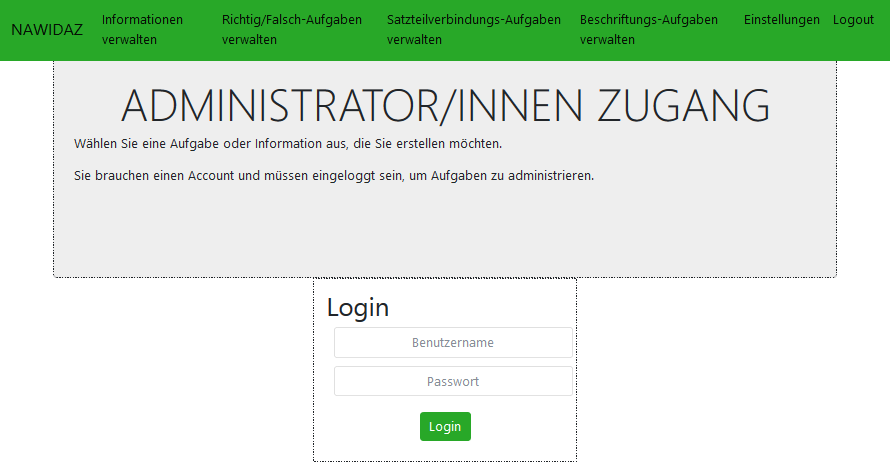 NAWIDAZ
Informationen
verwalten
Richtig/Falsch-Aufgaben
verwalten
Satzteilverbindungs-Aufgaben
verwalten
Beschriftungs-Aufgaben
verwalten
Einstellungen
Logout
ADMINISTRATOR/INNEN ZUGANG
Wählen Sie eine Aufgabe oder Information aus, die Sie erstellen möchten.
Sie brauchen einen Account und müssen eingeloggt sein, um Aufgaben zu administrieren.
Login
Benutzername
Passwort
Login